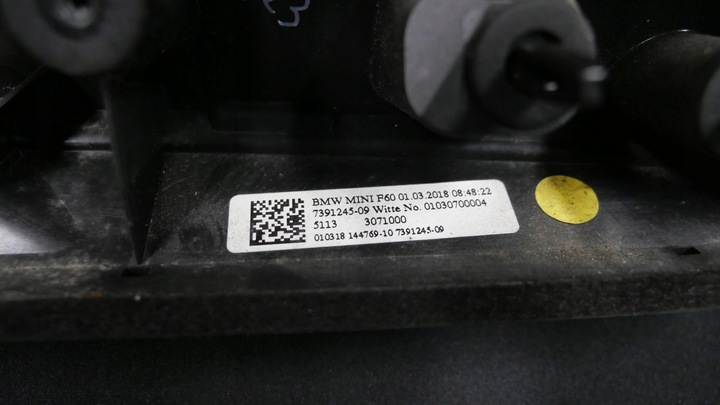 BMW MINI F60 01.03.2018 08:48:22
7391245-09 Witte No. 01030700004
5113 3071000
010318 144769-10 7391245-09